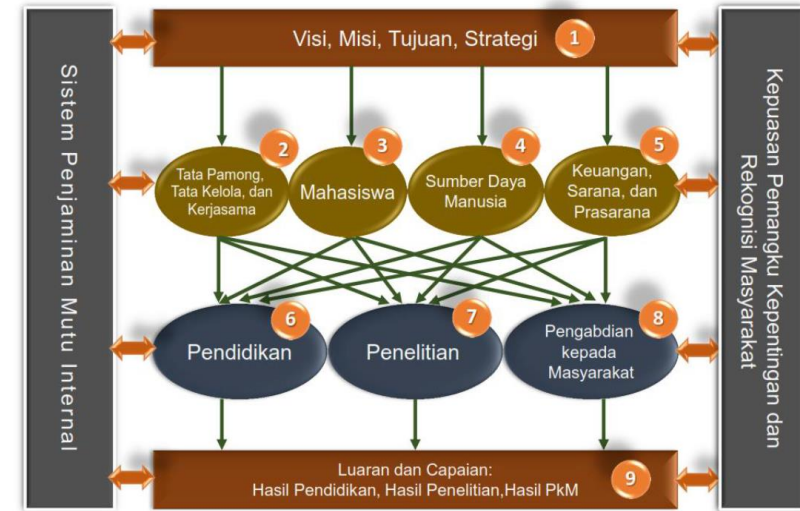 Sistem Penjaminan Mutu Internal
Visi, Misi, Tujuan, Strategi
1
2
Tata Pamong,
Tata Kelola, dan
Kerjasama
3
Mahasiswa
4
Sumber Daya
Manusia
5
Keuangan,
Sarana, dan
Prasarana
6
Pendidikan
7
Penelitian
8
Pengabdian
kepada
Masyarakat
Luaran dan Capaian:
Hasil Pendidikan, Hasil Penelitian,Hasil PkM
9
Kepuasan Pemangku Kepentingan dan
Rekognisi Masyarakat